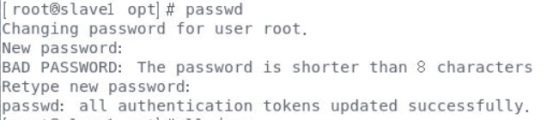 [root@slave1 opt]# passwd
Changing password for user root.
New password:
BAD PASSWORD: The password is shorter than 8 characters
Retype new password:
passwd: all authentication tokens updated successfully.